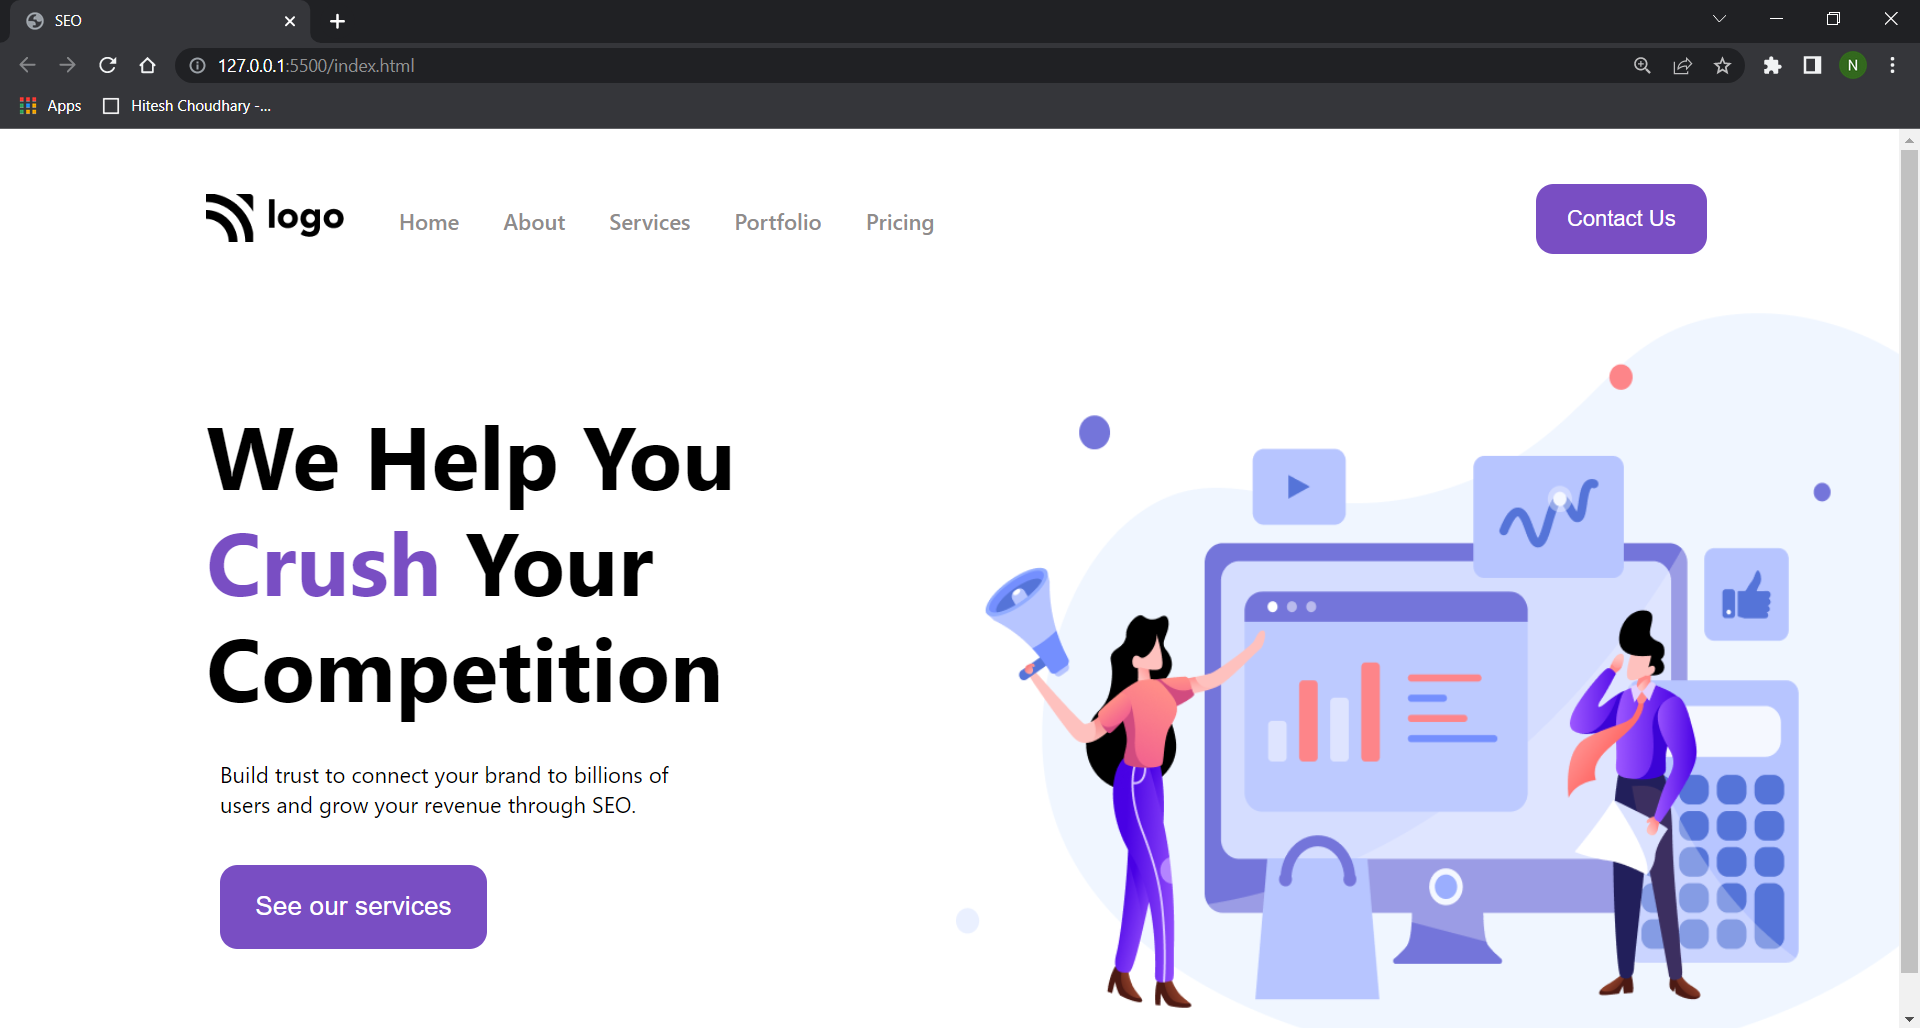 SEO
127.0.0.1:5500/index.html
N
Apps
Hitesh Choudhary -...
logo
Home
About
Services
Portfolio
Pricing
Contact Us
We Help You
Crush Your
Competition
Build trust to connect your brand to billions of
users and grow your revenue through SEO.
See our services